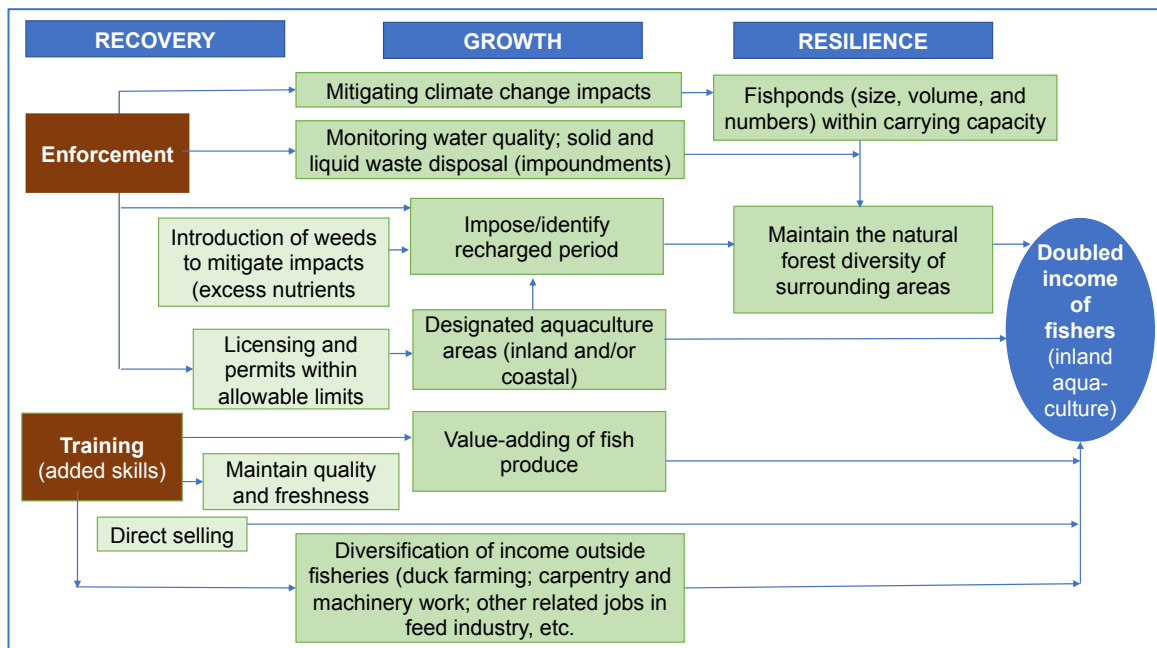 RECOVERY
GROWTH
RESILIENCE
Mitigating climate change impacts
Fishponds (size, volume, and
numbers) within carrying capacity
Enforcement
Monitoring water quality; solid and
liquid waste disposal (impoundments)
Introduction of weeds
to mitigate impacts
(excess nutrients
Impose/identify
recharged period
Maintain the natural
forest diversity of
surrounding areas
Doubled
income
of
fishers
(inland
aqua-
culture)
Licensing and
permits within
allowable limits
Designated aquaculture
areas (inland and/or
coastal)
Training
(added skills)
Value-adding of fish
produce
Maintain quality
and freshness
Direct selling
Diversification of income outside
fisheries (duck farming; carpentry and
machinery work; other related jobs in
feed industry, etc.